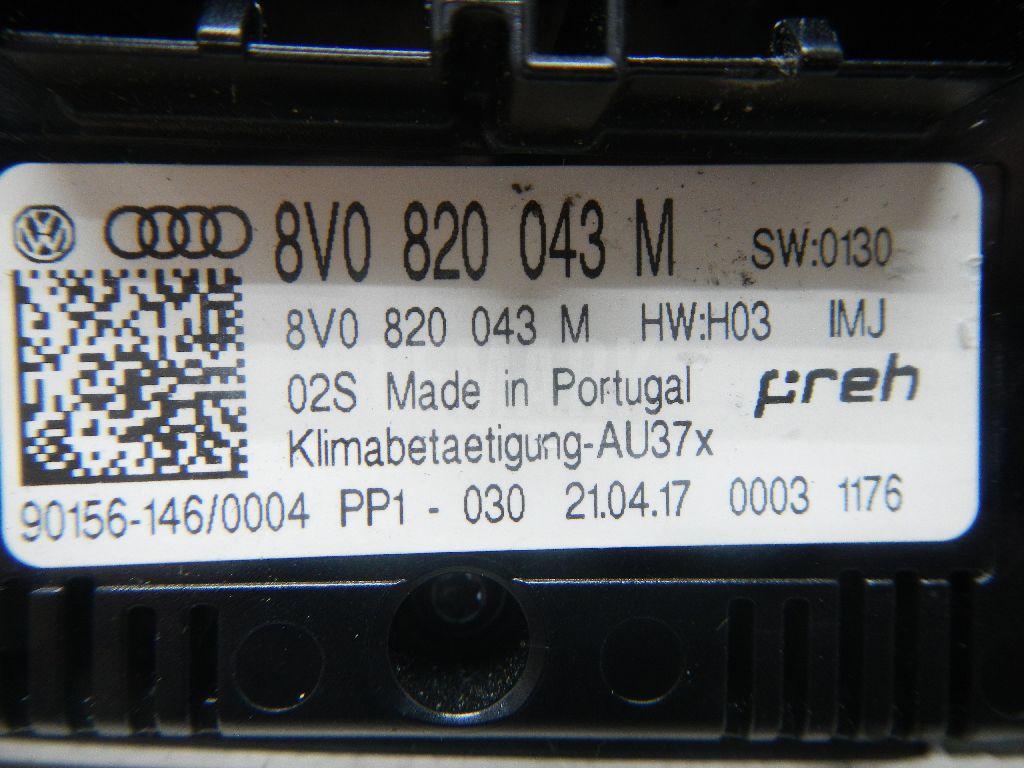 8V0 820 043 M SW:0130
8V0 820 043 M HW:H03 IMJ
02S Made in Portugal preh
Klimabetaetigung-AU37x
90156-146/0004 PP1 - 030 21.04.17 0003 1176